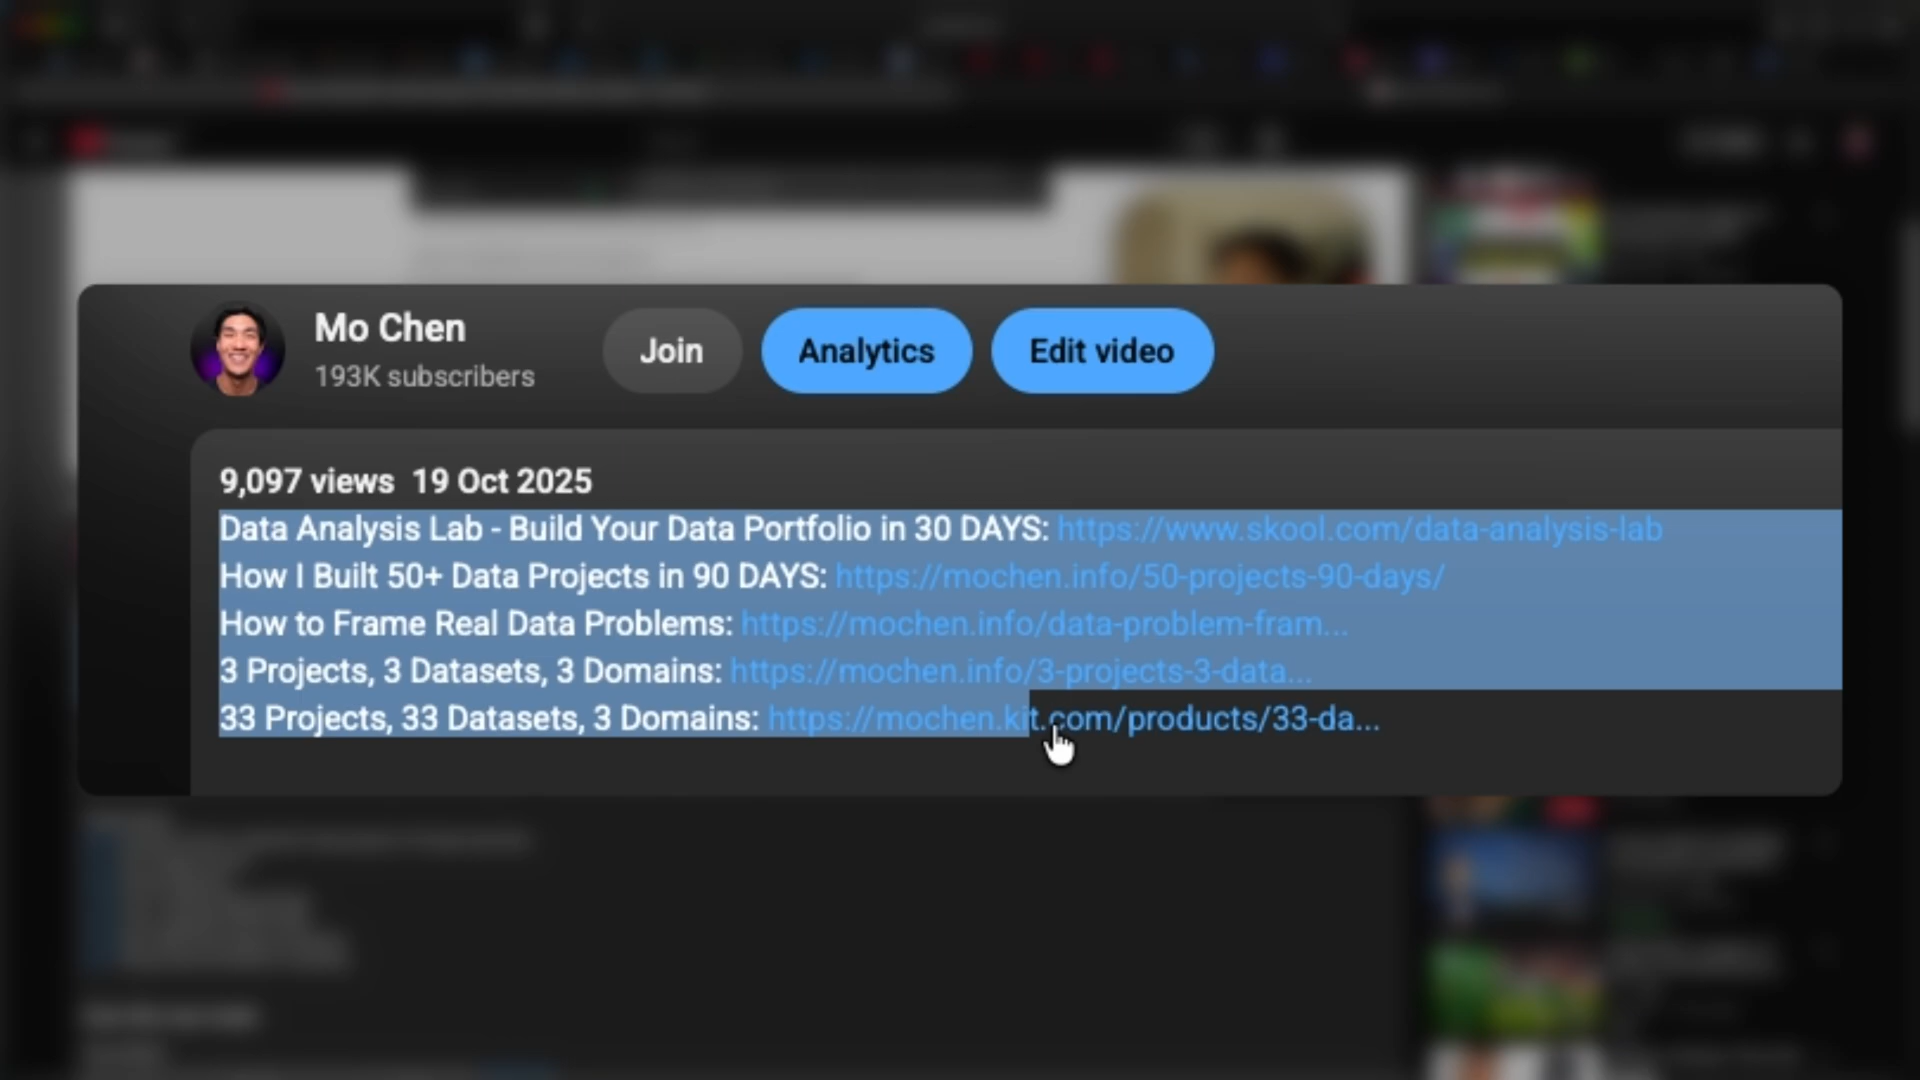 Mo Chen
193K subscribers
Join
Analytics
Edit video
9,097 views 19 Oct 2025
Data Analysis Lab - Build Your Data Portfolio in 30 DAYS: https://www.skool.com/data-analysis-lab
How I Built 50+ Data Projects in 90 DAYS: https://mochen.info/50-projects-90-days/
How to Frame Real Data Problems: https://mochen.info/data-problem-fram...
3 Projects, 3 Datasets, 3 Domains: https://mochen.info/3-projects-3-data...
33 Projects, 33 Datasets, 3 Domains: https://mochen.kit.com/products/33-da...